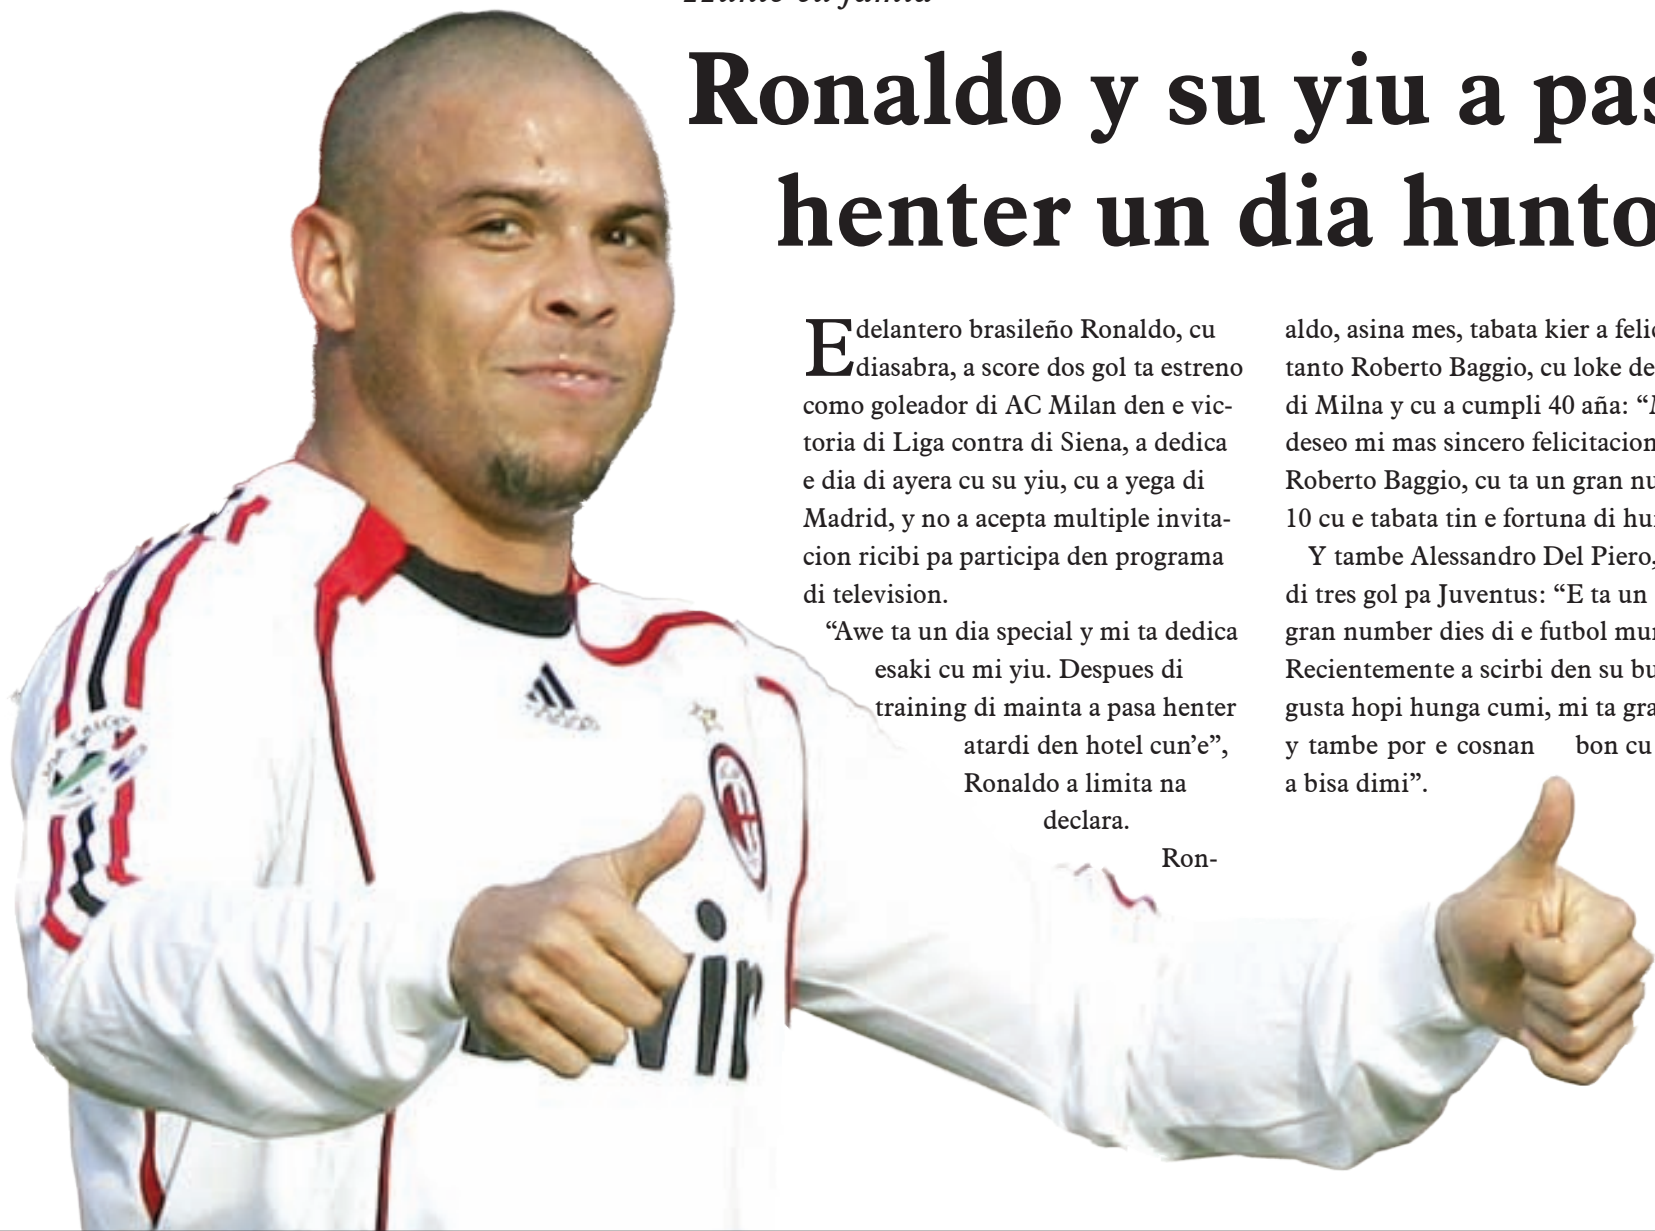 Ronaldo y su yiu a pas
henter un dia hunto
E delantero brasileño Ronaldo, cu
diasabra, a score dos gol ta estreno
como goleador di AC Milan den e vic-
toria di Liga contra di Siena, a dedica
e dia di ayera cu su yiu, cu a yega di
Madrid, y no a acepta multiple invita-
cion ricibi pa participa den programa
di television.
“Awe ta un dia special y mi ta dedica
esaki cu mi yiu. Despues di
training di mainta a pasa henter
atardi den hotel cun’e”,
Ronaldo a limita na
declara.
Ron-
aldo, asina mes, tabata kier a felic
tanto Roberto Baggio, cu loke de
di Milna y cu a cumpli 40 aña: “M
deseo mi mas sincero felicitacion
Roberto Baggio, cu ta un gran nu
10 cu e tabata tin e fortuna di hun
Y tambe Alessandro Del Piero,
di tres gol pa Juventus: “E ta un
gran number dies di e futbol mun
Recientemente a scirbi den su bu
gusta hopi hunga cumi, mi ta gra
y tambe por e cosnan bon cu
a bisa dimi”.